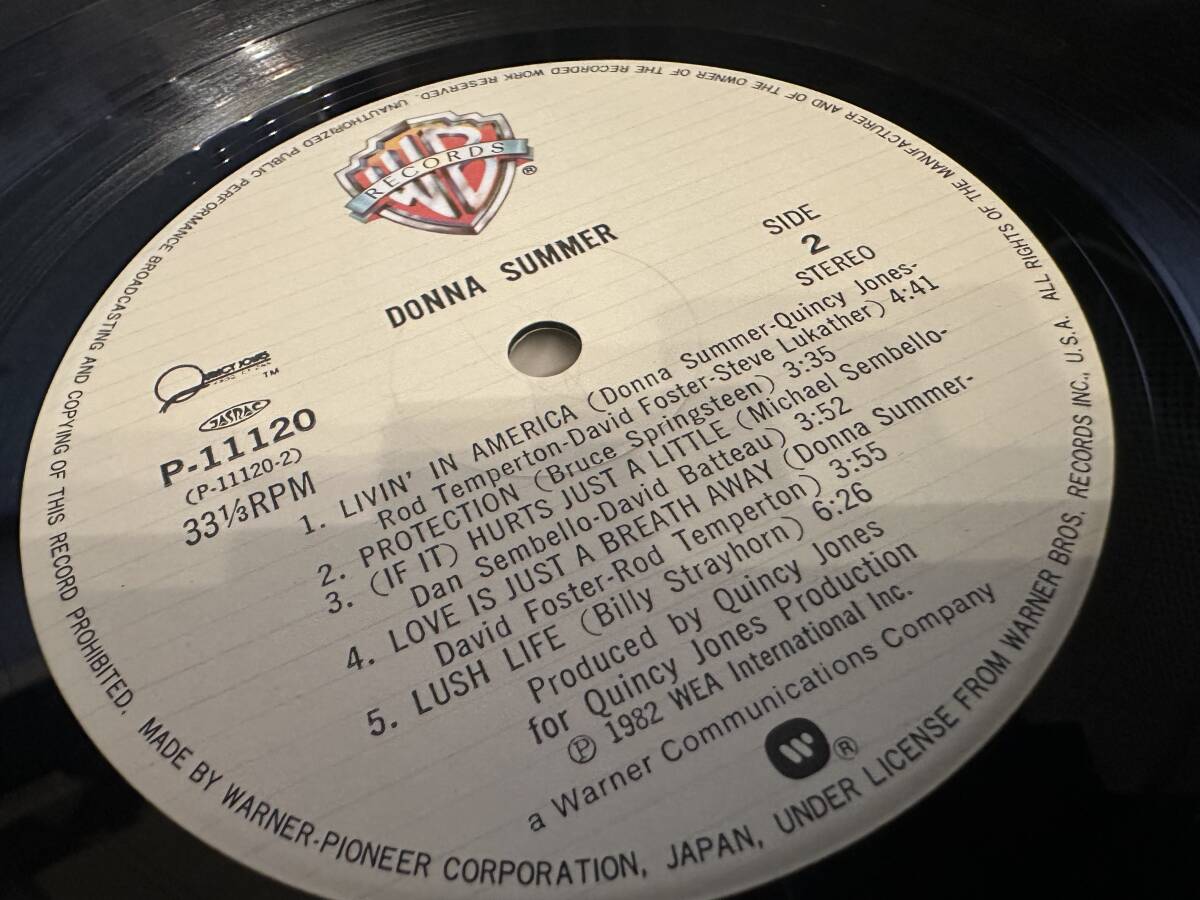 WB
RECORDS
®
DONNA SUMMER
SIDE
2
STEREO
QUINCY JONES
™
JASRAC
P-11120
(P-11120-2)
33⅓RPM
1. LIVIN' IN AMERICA (Donna Summer-Quincy Jones-
Rod Temperton-David Foster-Steve Lukather) 4:41
2. PROTECTION (Bruce Springsteen) 3:35
3. (IF IT) HURTS JUST A LITTLE (Michael Sembello-
Dan Sembello-David Batteau) 3:52
4. LOVE IS JUST A BREATH AWAY (Donna Summer-
David Foster-Rod Temperton) 3:55
5. LUSH LIFE (Billy Strayhorn) 6:26
Produced by Quincy Jones
for Quincy Jones Production
Ⓟ 1982 WEA International Inc.
a Warner Communications Company
®
MADE BY WARNER-PIONEER CORPORATION, JAPAN, UNDER LICENSE FROM WARNER BROS. RECORDS INC., U.S.A. ALL RIGHTS OF THE MANUFACTURER AND OF THE OWNER OF THE RECORDED WORK RESERVED. UNAUTHORIZED PUBLIC PERFORMANCE BROADCASTING AND COPYING OF THIS RECORD PROHIBITED.